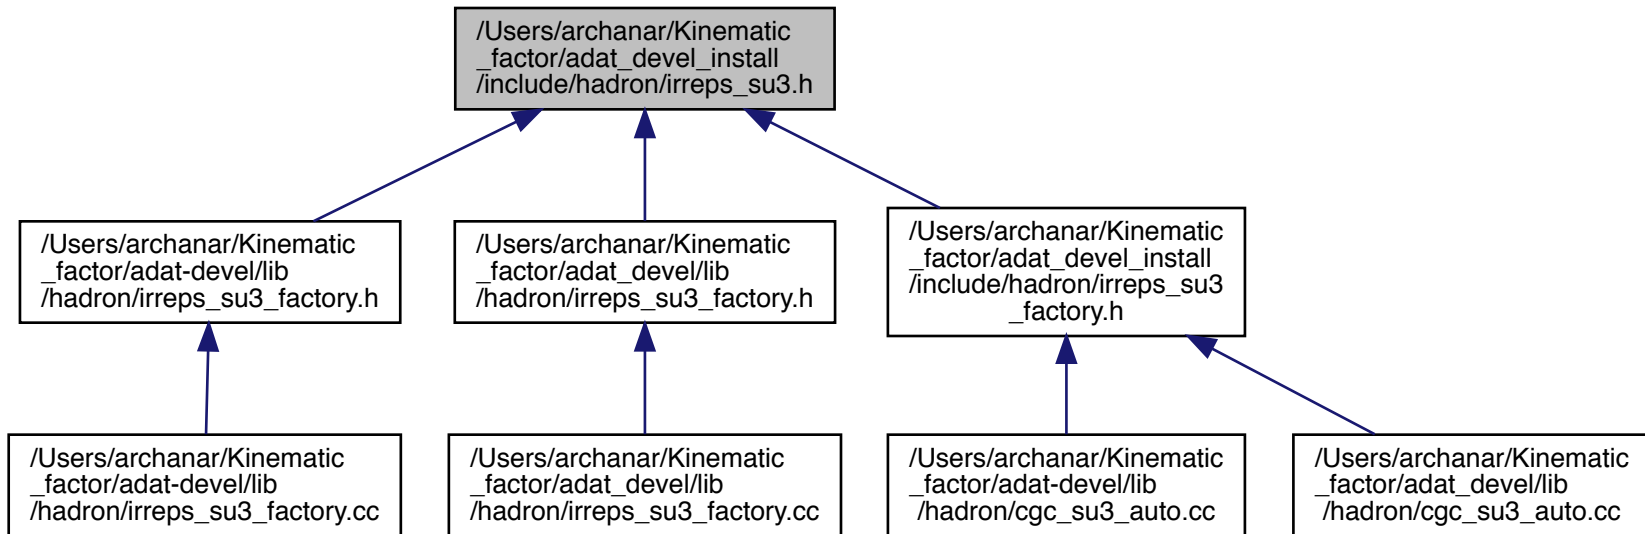 /Users/archanar/Kinematic
_factor/adat_devel_install
/include/hadron/irreps_su3.h
/Users/archanar/Kinematic
_factor/adat-devel/lib
/hadron/irreps_su3_factory.h
/Users/archanar/Kinematic
_factor/adat_devel/lib
/hadron/irreps_su3_factory.h
/Users/archanar/Kinematic
_factor/adat_devel_install
/include/hadron/irreps_su3
_factory.h
/Users/archanar/Kinematic
_factor/adat-devel/lib
/hadron/irreps_su3_factory.cc
/Users/archanar/Kinematic
_factor/adat_devel/lib
/hadron/irreps_su3_factory.cc
/Users/archanar/Kinematic
_factor/adat-devel/lib
/hadron/cgc_su3_auto.cc
/Users/archanar/Kinematic
_factor/adat_devel/lib
/hadron/cgc_su3_auto.cc